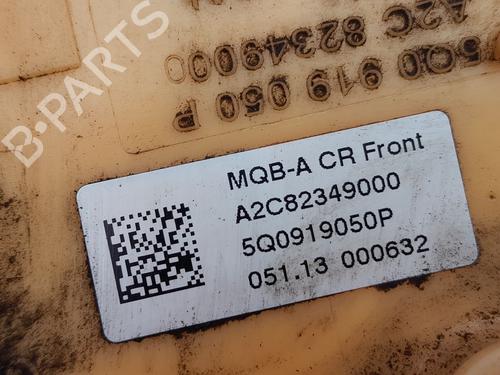 B-PARTS
A2C
82349000
5Q0 919 050 P
MQB-A CR Front
A2C82349000
5Q0919050P
051.13 000632